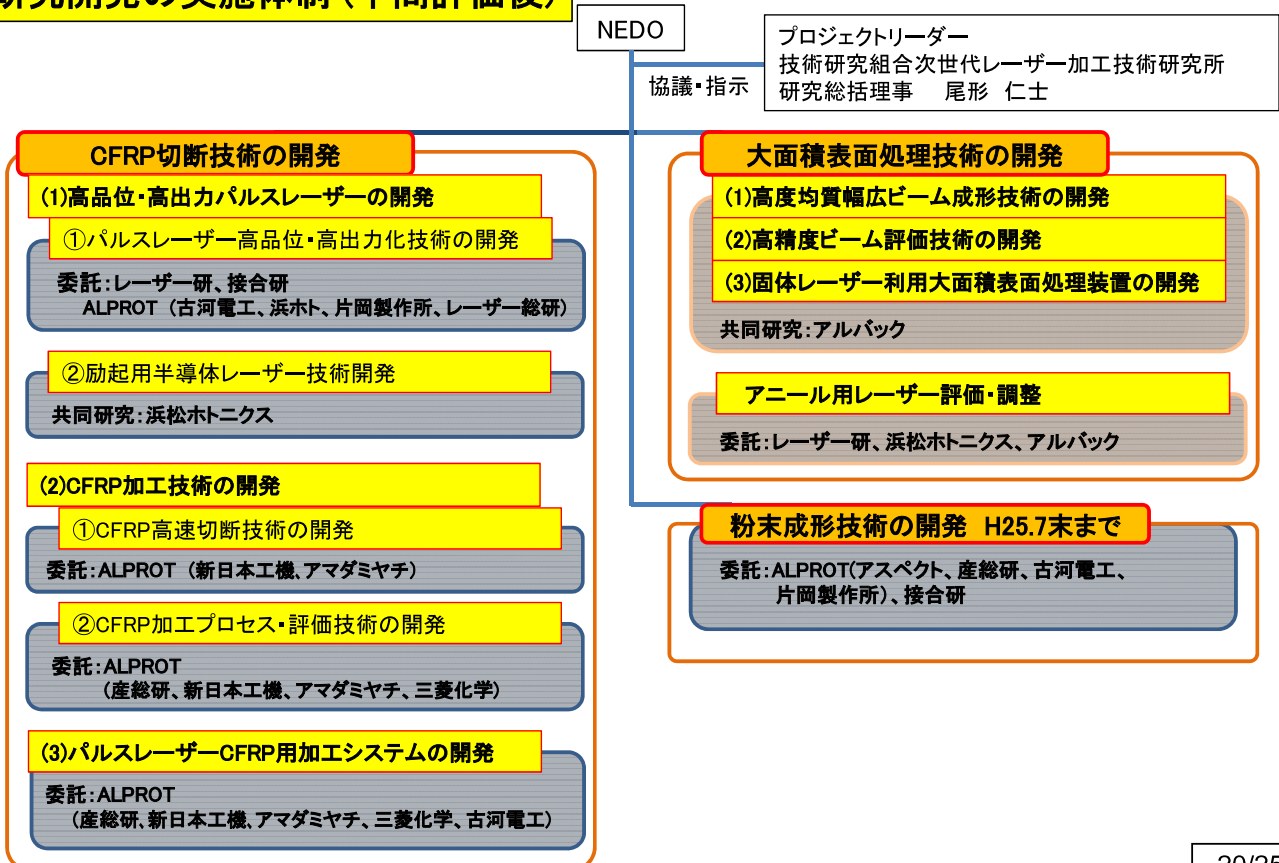 研究開発の実施体制（中間評価後）
NEDO
プロジェクトリーダー
技術研究組合次世代レーザー加工技術研究所
研究総括理事　尾形　仁士
協議・指示
CFRP切断技術の開発
(1)高品位・高出力パルスレーザーの開発
①パルスレーザー高品位・高出力化技術の開発
委託：レーザー研、接合研
ALPROT（古河電工、浜ホト、片岡製作所、レーザー総研）
②励起用半導体レーザー技術開発
共同研究：浜松ホトニクス
(2)CFRP加工技術の開発
①CFRP高速切断技術の開発
委託：ALPROT（新日本工機、アマダミヤチ）
②CFRP加工プロセス・評価技術の開発
委託：ALPROT
（産総研、新日本工機、アマダミヤチ、三菱化学）
(3)パルスレーザーCFRP用加工システムの開発
委託：ALPROT
（産総研、新日本工機、アマダミヤチ、三菱化学、古河電工）
大面積表面処理技術の開発
(1)高度均質幅広ビーム成形技術の開発
(2)高精度ビーム評価技術の開発
(3)固体レーザー利用大面積表面処理装置の開発
共同研究：アルバック
アニール用レーザー評価・調整
委託：レーザー研、浜松ホトニクス、アルバック
粉末成形技術の開発　H25.7末まで
委託：ALPROT(アスペクト、産総研、古河電工、
片岡製作所）、接合研